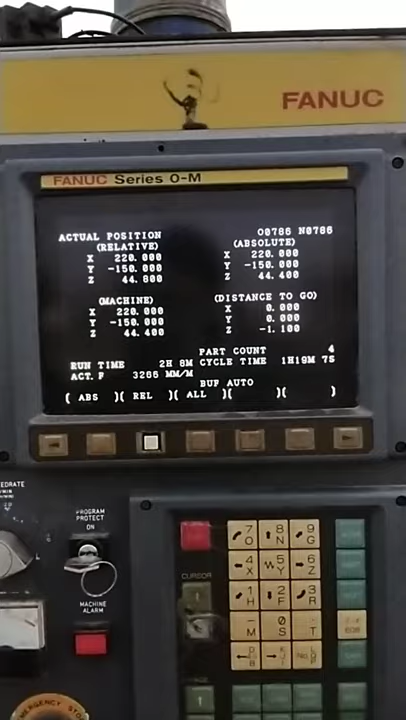 FANUC
FANUC Series O-M
ACTUAL POSITION O0786 N0786
(RELATIVE) (ABSOLUTE)
X 220.000 X 220.000
Y -150.000 Y -150.000
Z 44.800 Z 44.400
(MACHINE) (DISTANCE TO GO)
X 220.000 X 0.000
Y -150.000 Y 0.000
Z 44.400 Z -1.100
PART COUNT 4
RUN TIME 2H 8M CYCLE TIME 1H19M 7S
ACT.F 3266 MM/M
BUF AUTO
( ABS )( REL )( ALL )( )( )
PROGRAM
PROTECT
ON
MACHINE
ALARM
CURSOR
7 O
8 N
9 G
4 X
5 Y
6 Z
1 H
2 F
3 R
- M
0 S
. T
EMERGENCY STOP